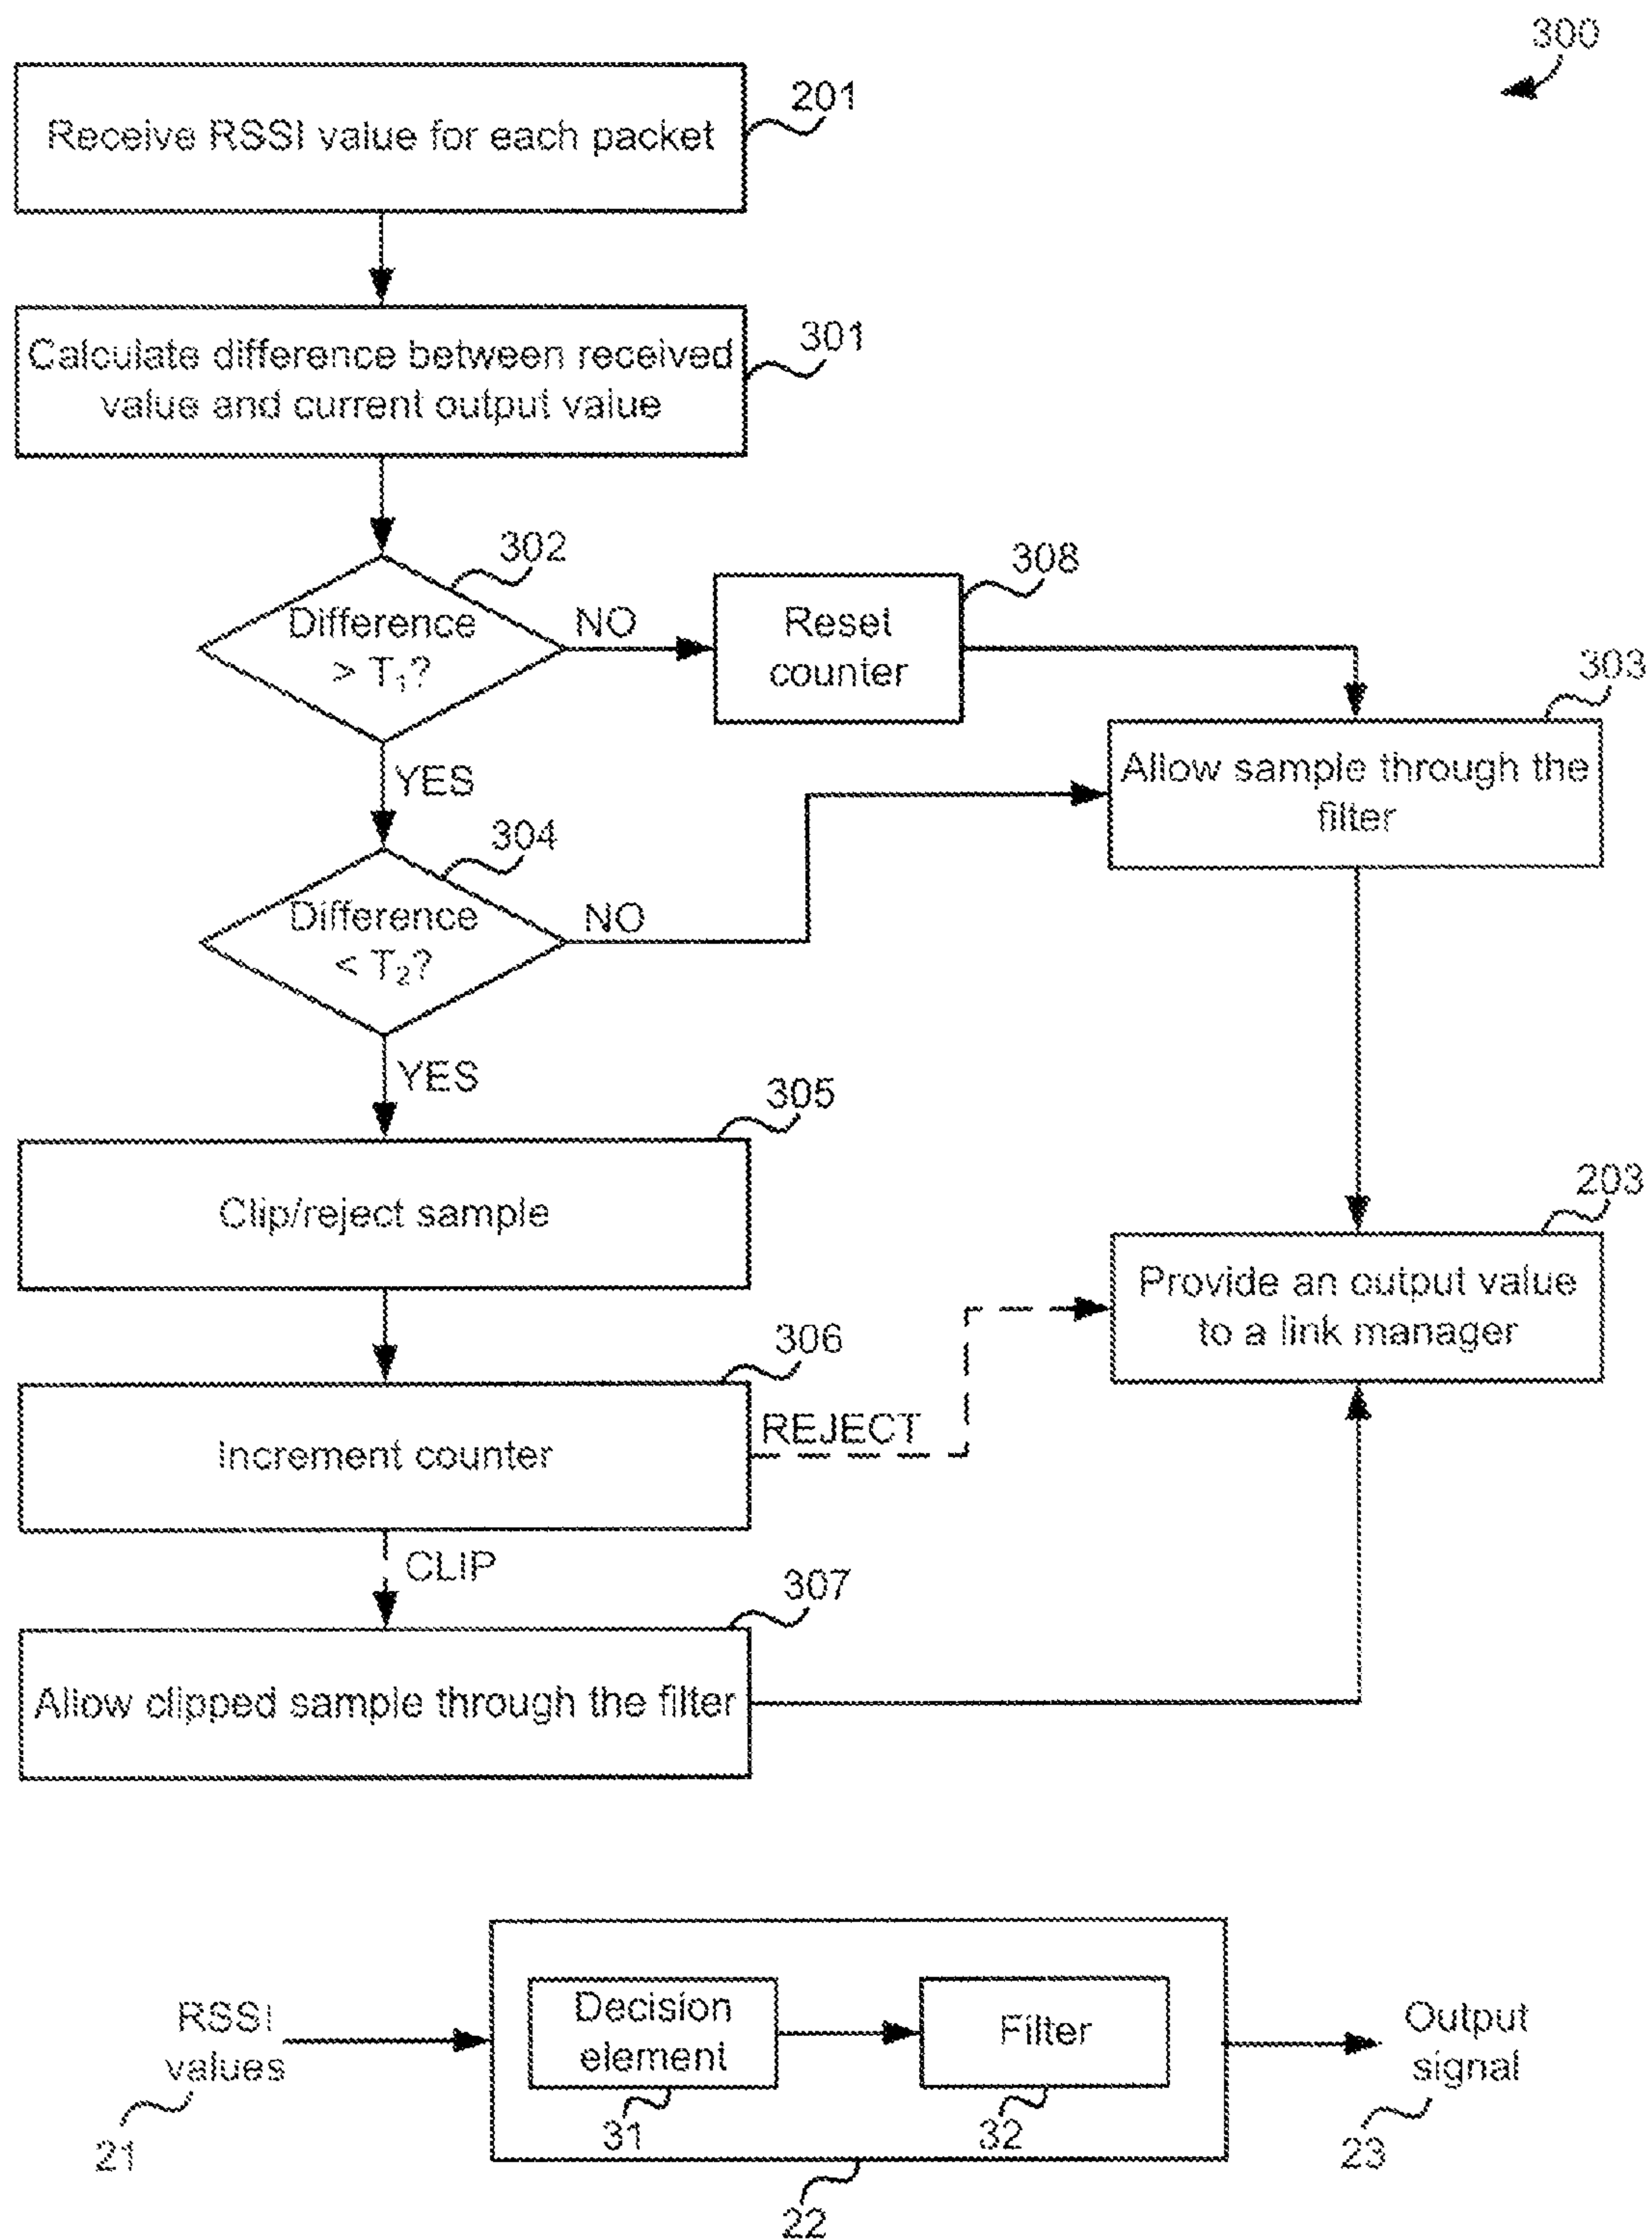 300
201
Receive RSSI value for each packet
301
Calculate difference between received
value and current output value
302
Difference
> T₁?
NO
308
Reset
counter
303
Allow sample through the
filter
YES
304
Difference
< T₂?
NO
YES
305
Clip/reject sample
203
Provide an output value
to a link manager
306
Increment counter
REJECT
CLIP
307
Allow clipped sample through the filter
RSSI
values
21
Decision
element
31
Filter
32
22
Output
signal
23